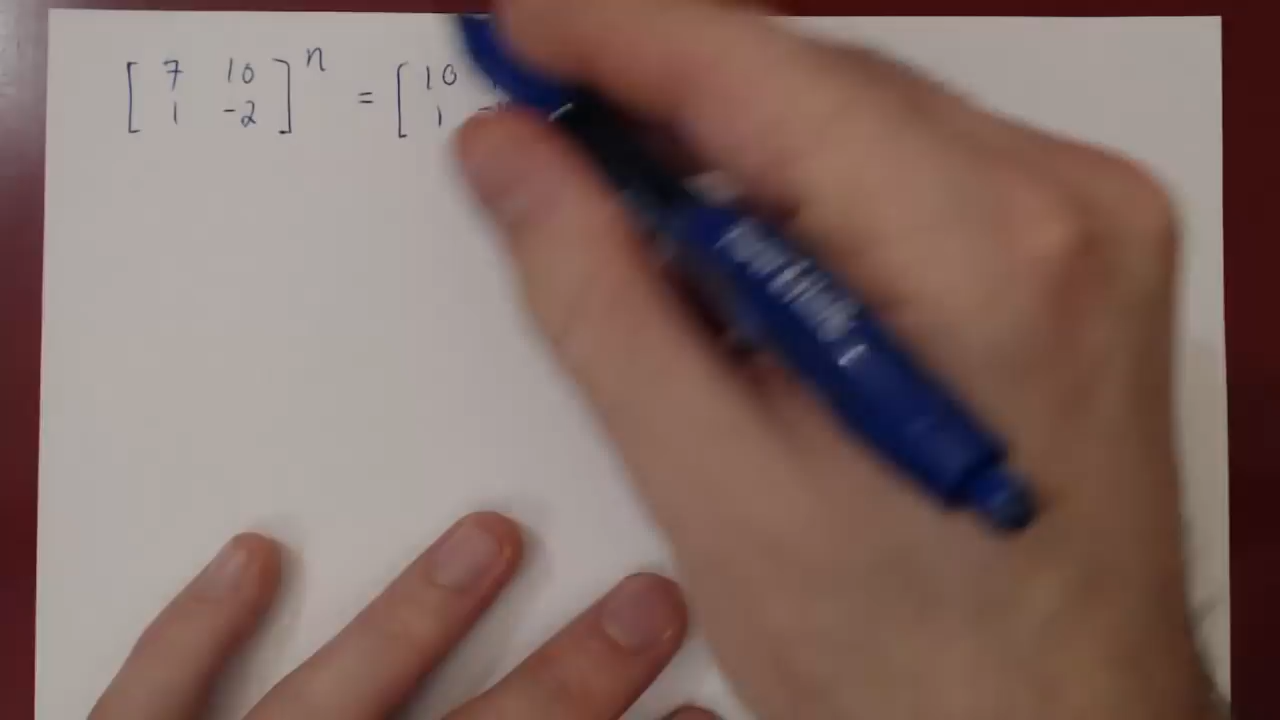 [ 7 10 ]ⁿ = [ 10
[ 1 -2 ] [ 1